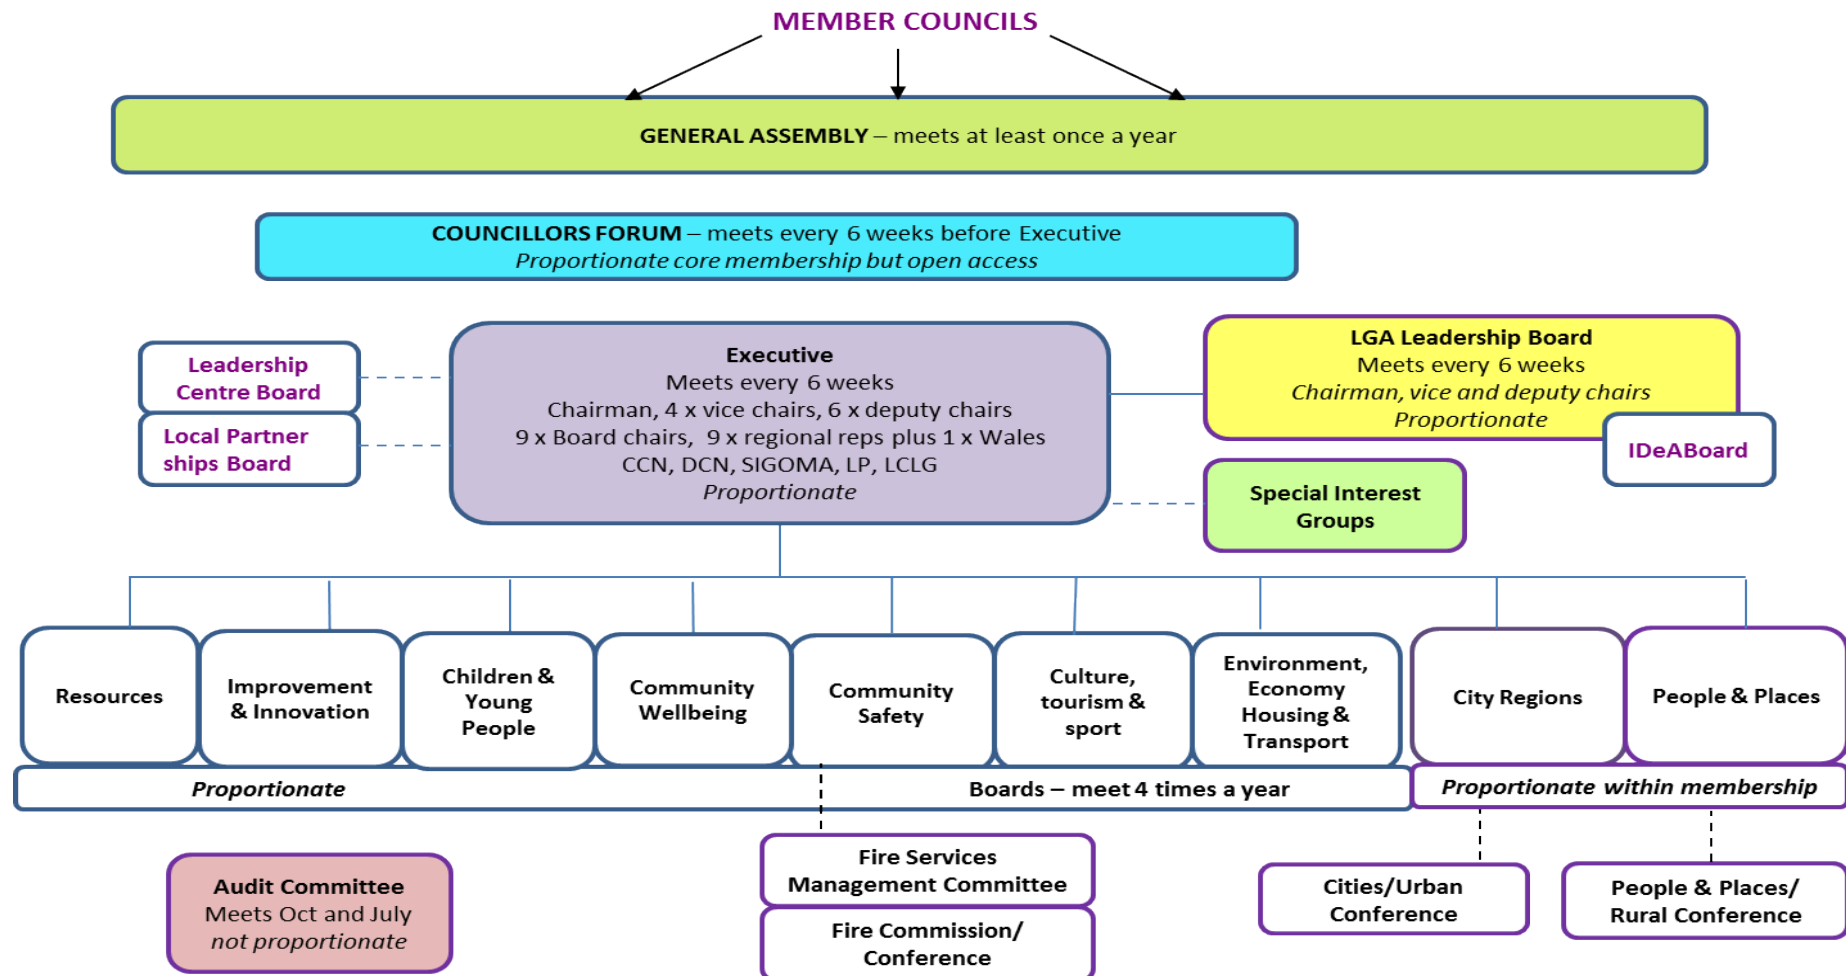 MEMBER COUNCILS
GENERAL ASSEMBLY – meets at least once a year
COUNCILLORS FORUM – meets every 6 weeks before Executive
Proportionate core membership but open access
Leadership
Centre Board
Local Partner
ships Board
Executive
Meets every 6 weeks
Chairman, 4 x vice chairs, 6 x deputy chairs
9 x Board chairs, 9 x regional reps plus 1 x Wales
CCN, DCN, SIGOMA, LP, LCLG
Proportionate
LGA Leadership Board
Meets every 6 weeks
Chairman, vice and deputy chairs
Proportionate
IDeABoard
Special Interest
Groups
Resources
Improvement
& Innovation
Children &
Young
People
Community
Wellbeing
Community
Safety
Culture,
tourism &
sport
Environment,
Economy
Housing &
Transport
City Regions
People & Places
Proportionate
Boards – meet 4 times a year
Proportionate within membership
Audit Committee
Meets Oct and July
not proportionate
Fire Services
Management Committee
Fire Commission/
Conference
Cities/Urban
Conference
People & Places/
Rural Conference